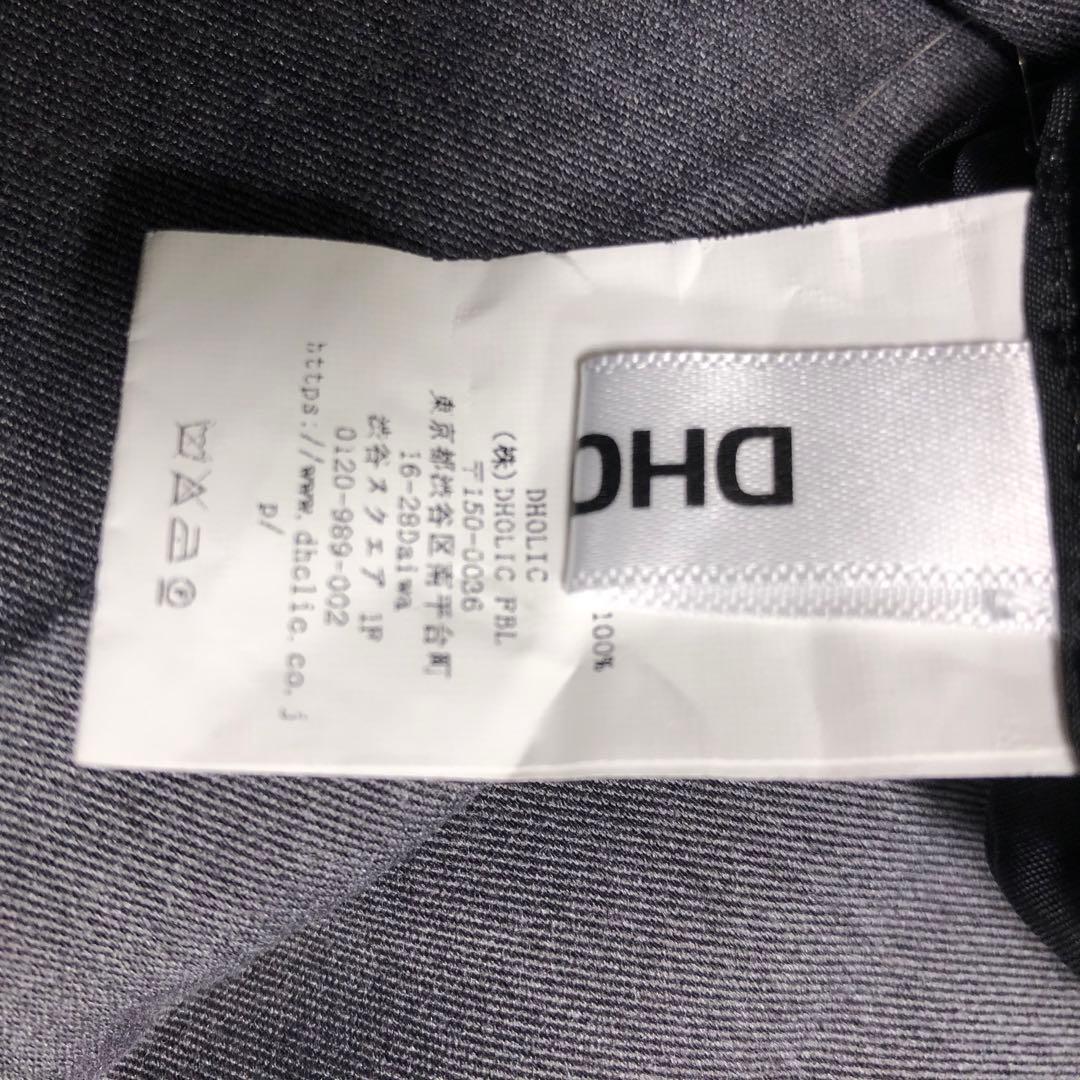 DHO
100%
DHOLIC
(株)DHOLIC FBL
〒150-0036
東京都渋谷区南平台町
16-28Daiwa
渋谷スクエア 1F
0120-989-002
https://www.dholic.co.j
p/